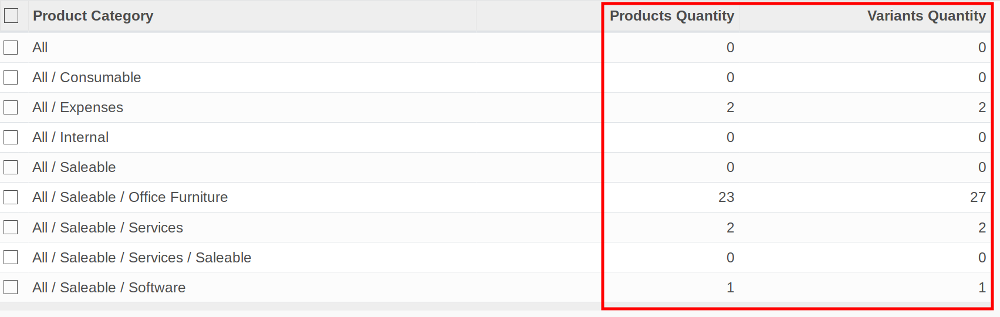 Product Category Products Quantity Variants Quantity
All 0 0
All / Consumable 0 0
All / Expenses 2 2
All / Internal 0 0
All / Saleable 0 0
All / Saleable / Office Furniture 23 27
All / Saleable / Services 2 2
All / Saleable / Services / Saleable 0 0
All / Saleable / Software 1 1